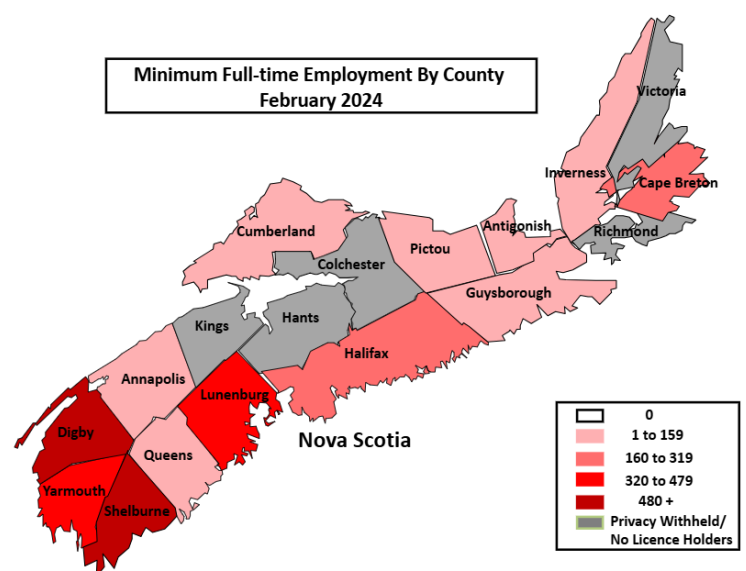 Minimum Full-time Employment By County
February 2024
Victoria
Inverness
Cape Breton
Cumberland
Antigonish
Richmond
Pictou
Colchester
Guysborough
Kings
Hants
Halifax
Annapolis
Lunenburg
Digby
Nova Scotia
Queens
Yarmouth
Shelburne
0
1 to 159
160 to 319
320 to 479
480 +
Privacy Withheld/
No Licence Holders